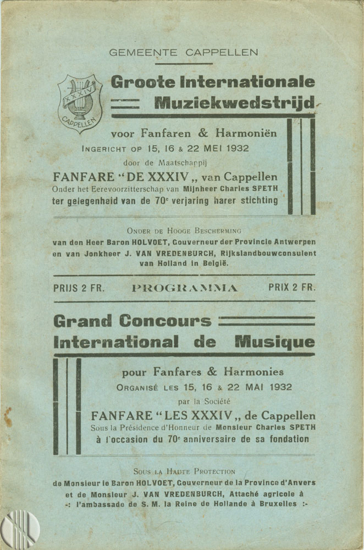 GEMEENTE CAPPELLEN
XXXIV
CAPPELLEN
Groote Internationale
Muziekwedstrijd
voor Fanfaren & Harmoniën
INGERICHT OP 15, 16 & 22 MEI 1932
door de Maatschappij
FANFARE "DE XXXIV„ van Cappellen
Onder het Eerevoorzitterschap van Mijnheer Charles SPETH
ter gelegenheid van de 70e verjaring harer stichting
ONDER DE HOOGE BESCHERMING
van den Heer Baron HOLVOET, Gouverneur der Provincie Antwerpen
en van Jonkheer J. VAN VREDENBURCH, Rijkslandbouwconsulent
van Holland in België.
PRIJS 2 FR. PROGRAMMA PRIX 2 FR.
Grand Concours
International de Musique
pour Fanfares & Harmonies
ORGANISÉ LES 15, 16 & 22 MAI 1932
par la Société
FANFARE "LES XXXIV„ de Cappellen
Sous la Présidence d'Honneur de Monsieur Charles SPETH
à l'occasion du 70e anniversaire de sa fondation
SOUS LA HAUTE PROTECTION
de Monsieur le Baron HOLVOET, Gouverneur de la Province d'Anvers
et de Monsieur J. VAN VREDENBURCH, Attaché agricole à
-: l'ambassade de S. M. la Reine de Hollande à Bruxelles :-